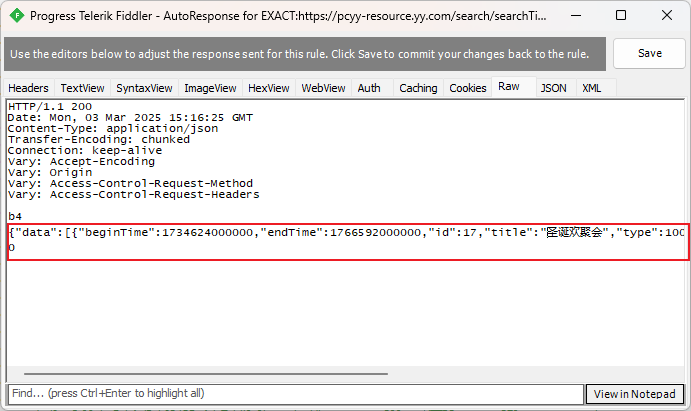 Progress Telerik Fiddler - AutoResponse for EXACT:https://pcyy-resource.yy.com/search/searchTi...
Use the editors below to adjust the response sent for this rule. Click Save to commit your changes back to the rule.
Save
Headers TextView SyntaxView ImageView HexView WebView Auth Caching Cookies Raw JSON XML
HTTP/1.1 200
Date: Mon, 03 Mar 2025 15:16:25 GMT
Content-Type: application/json
Transfer-Encoding: chunked
Connection: keep-alive
Vary: Accept-Encoding
Vary: Origin
Vary: Access-Control-Request-Method
Vary: Access-Control-Request-Headers
b4
{"data":[{"beginTime":1734624000000,"endTime":1766592000000,"id":17,"title":"圣诞欢聚会","type":100
0
Find... (press Ctrl+Enter to highlight all)
View in Notepad